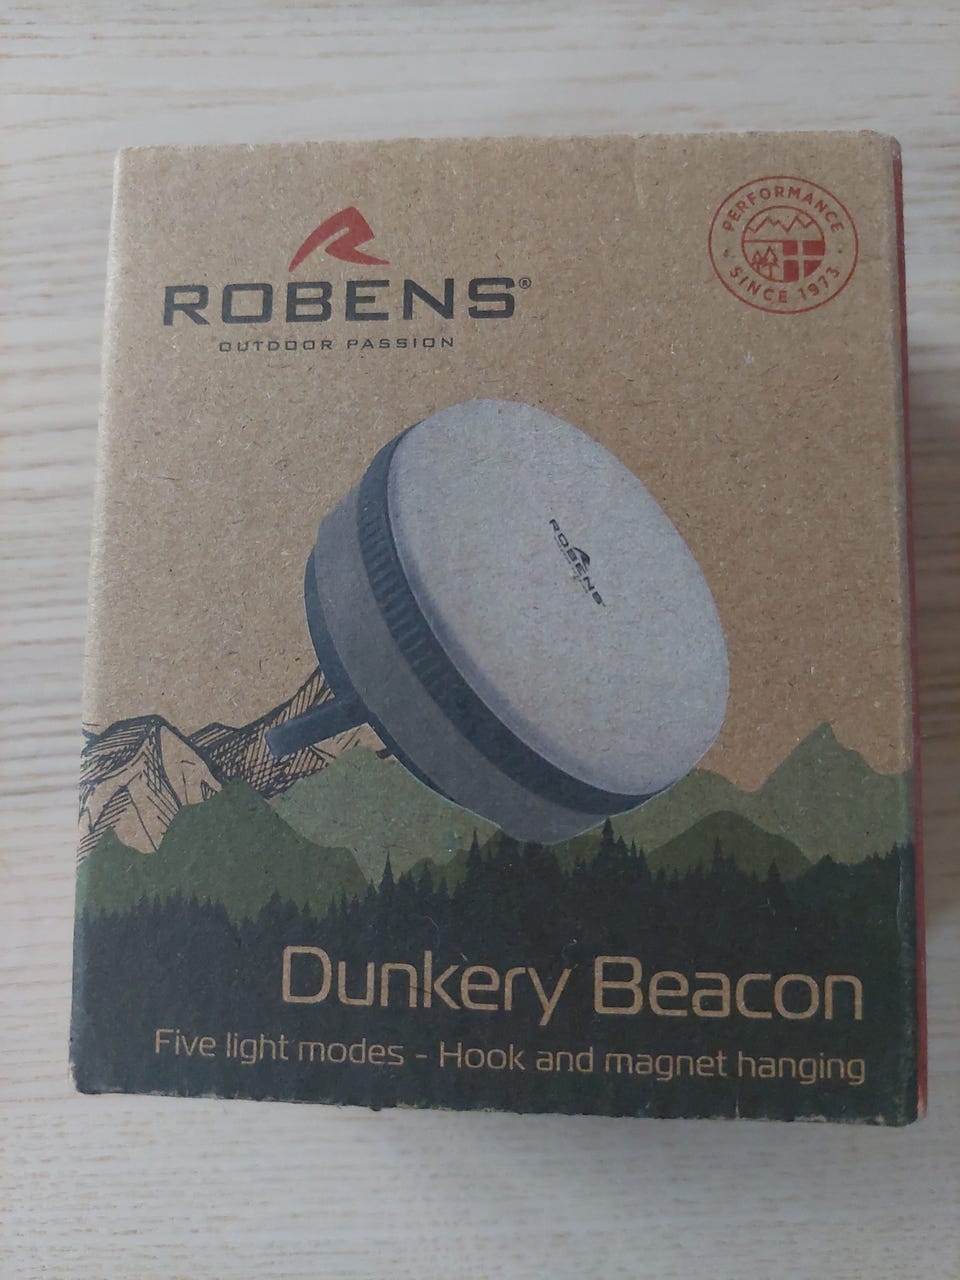 ROBENS®
OUTDOOR PASSION
PERFORMANCE
SINCE 1973
ROBENS
Dunkery Beacon
Five light modes - Hook and magnet hanging